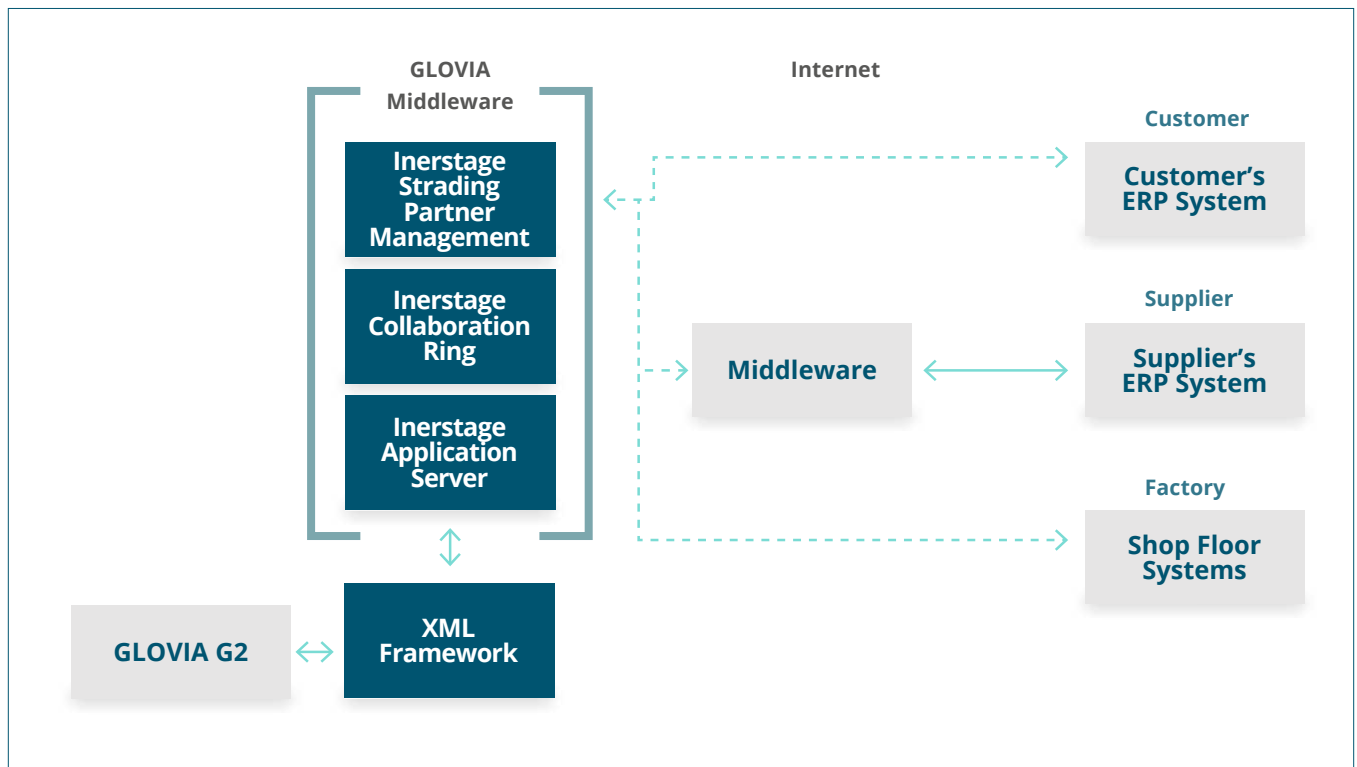 GLOVIA
Middleware
Internet
Inerstage
Strading
Partner
Management
Inerstage
Collaboration
Ring
Inerstage
Application
Server
XML
Framework
GLOVIA G2
Middleware
Customer
Customer’s
ERP System
Supplier
Supplier’s
ERP System
Factory
Shop Floor
Systems